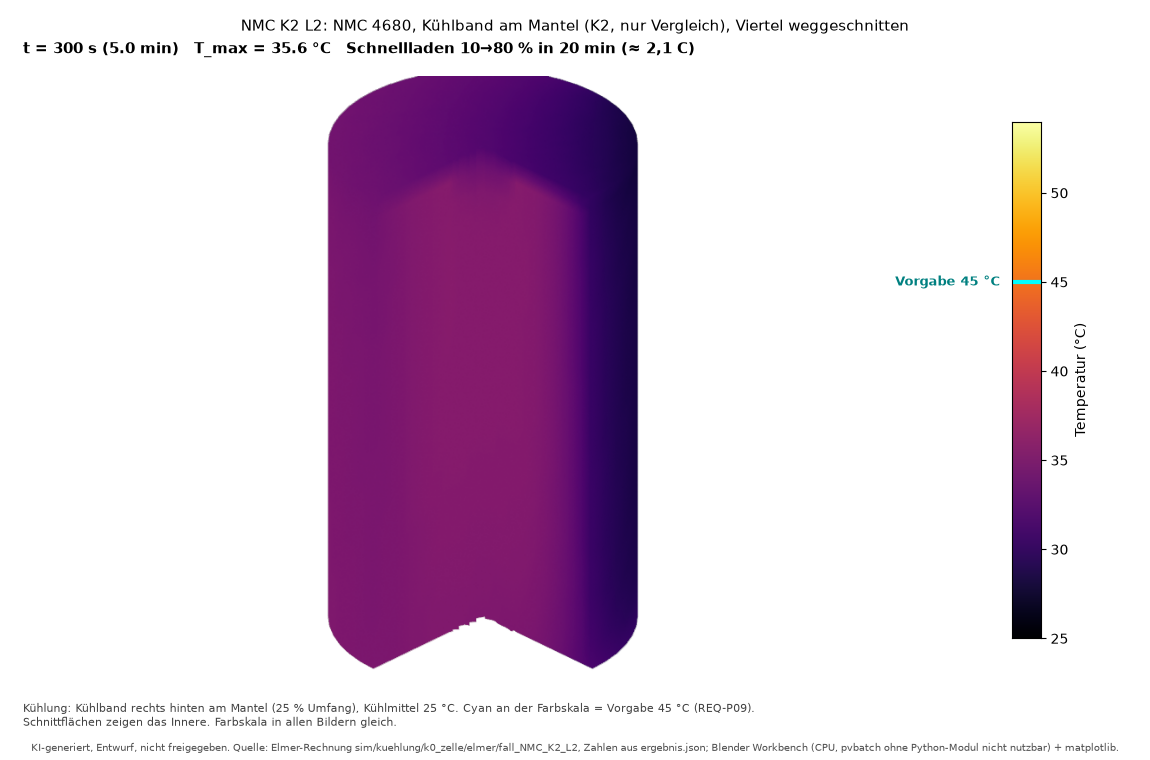 NMC K2 L2: NMC 4680, Kühlband am Mantel (K2, nur Vergleich), Viertel weggeschnitten
t = 300 s (5.0 min)   T_max = 35.6 °C   Schnellladen 10→80 % in 20 min (≈ 2,1 C)
50
Vorgabe 45 °C
45
40
35
30
25
Temperatur (°C)
Kühlung: Kühlband rechts hinten am Mantel (25 % Umfang), Kühlmittel 25 °C. Cyan an der Farbskala = Vorgabe 45 °C (REQ-P09).
Schnittflächen zeigen das Innere. Farbskala in allen Bildern gleich.
KI-generiert, Entwurf, nicht freigegeben. Quelle: Elmer-Rechnung sim/kuehlung/k0_zelle/elmer/fall_NMC_K2_L2, Zahlen aus ergebnis.json; Blender Workbench (CPU, pvbatch ohne Python-Modul nicht nutzbar) + matplotlib.